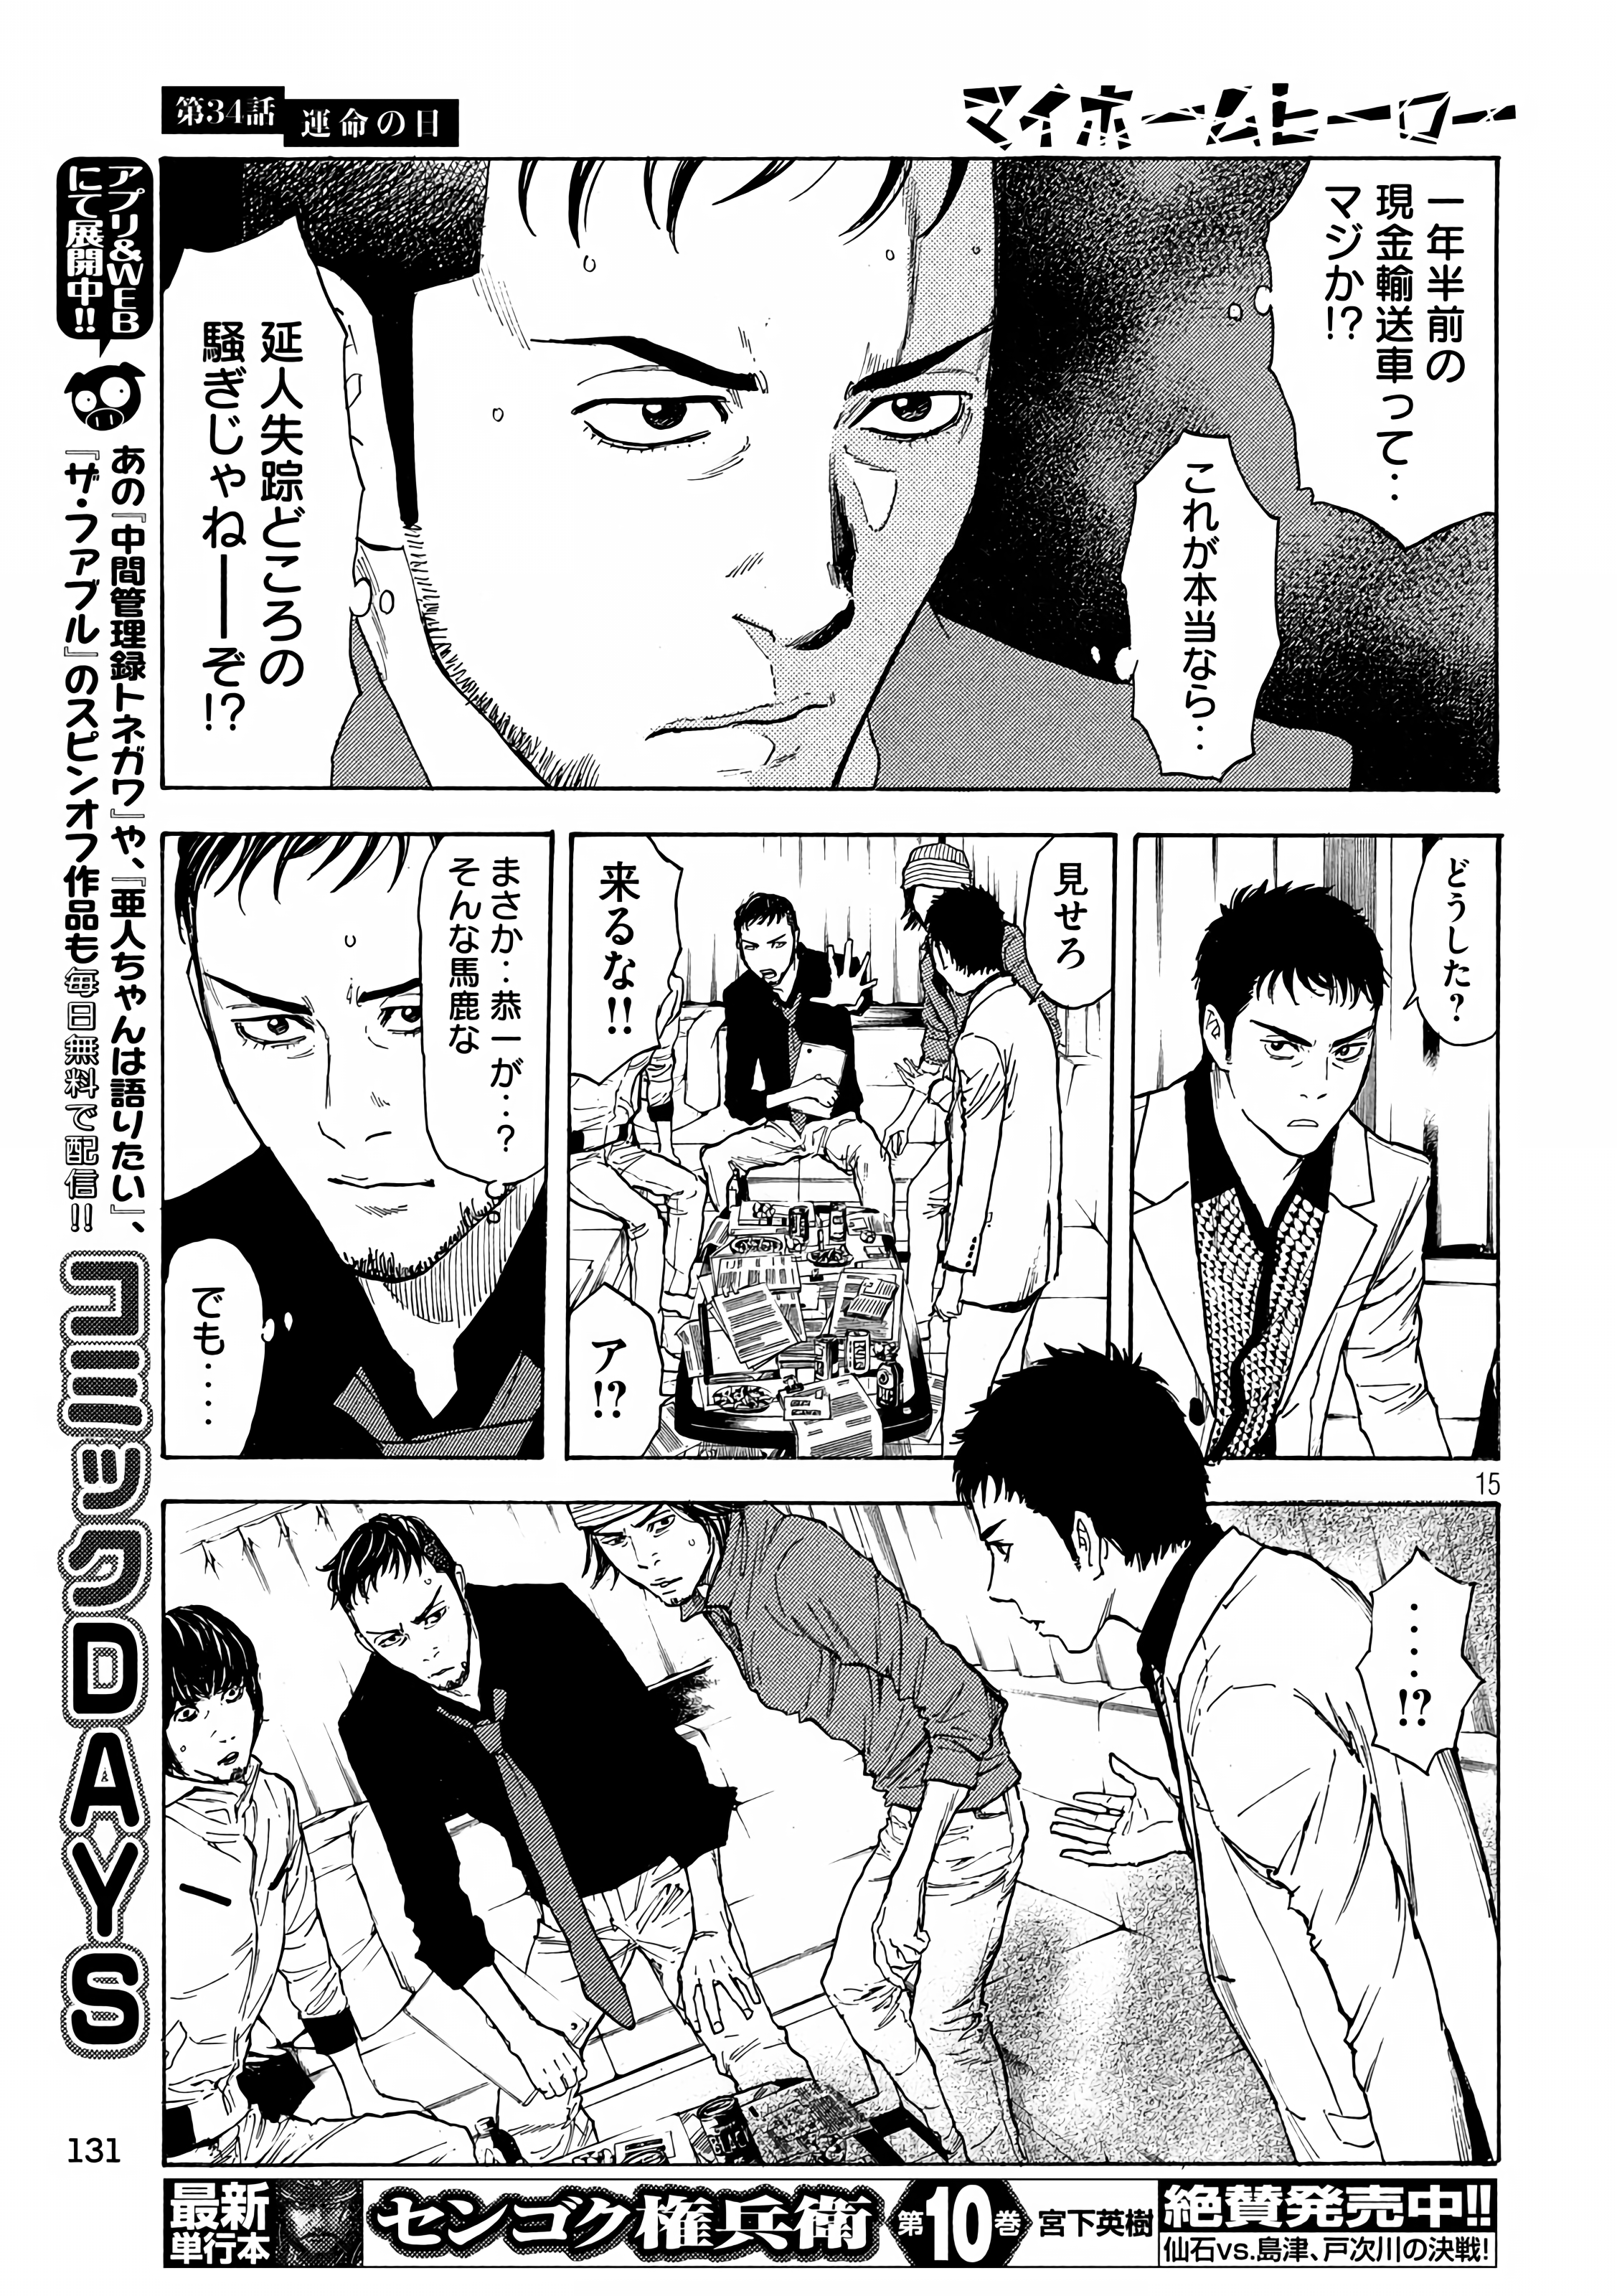 第34話
運命の日
マイホームヒーロー
一年半前の
現金輸送車って‥
マジか!?
これが本当なら‥
延人失踪どころの
騒ぎじゃねーーぞ!?
どうした?
見せろ
来るな!!
ア!?
まさか‥恭一が‥?
そんな馬鹿な
でも‥‥
15
‥‥!?
BLAC
アプリ&WEB
にて展開中!!
あの『中間管理録トネガワ』や、『亜人ちゃんは語りたい』、
『ザ・ファブル』のスピンオフ作品も毎日無料で配信!!
コミックDAYS
131
最新
単行本
センゴク権兵衛
第10巻
宮下英樹
絶賛発売中!!
仙石vs.島津、戸次川の決戦!